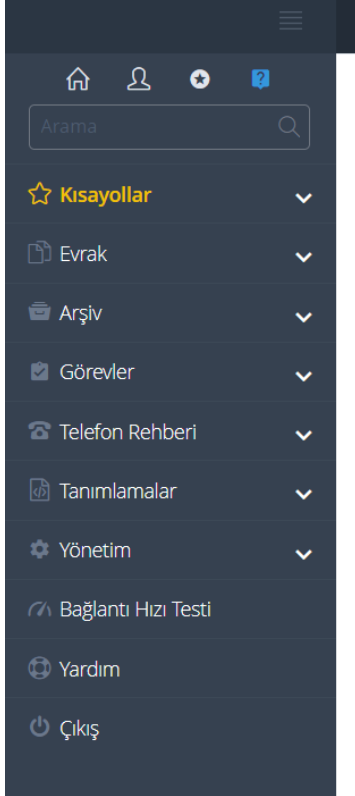 Arama
Kısayollar
Evrak
Arşiv
Görevler
Telefon Rehberi
Tanımlamalar
Yönetim
Bağlantı Hızı Testi
Yardım
Çıkış